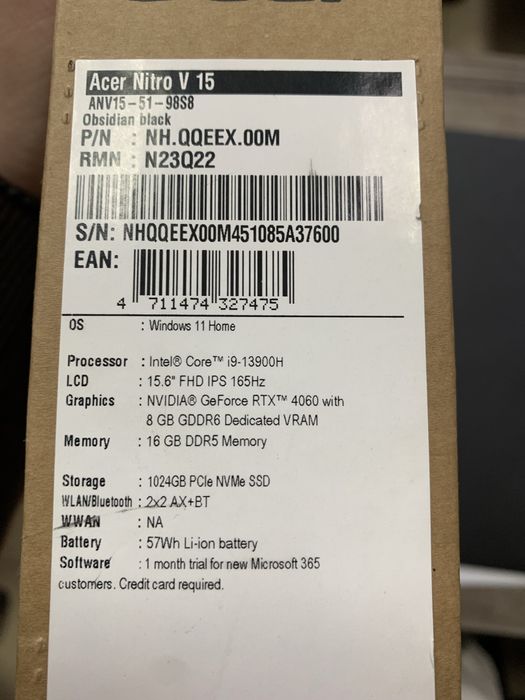 Acer Nitro V 15
ANV15-51-98S8
Obsidian black
P/N : NH.QQEEX.00M
RMN : N23Q22
S/N: NHQQEEX00M451085A37600
EAN:
4 711474 327475
OS : Windows 11 Home
Processor : Intel® Core™ i9-13900H
LCD : 15.6" FHD IPS 165Hz
Graphics : NVIDIA® GeForce RTX™ 4060 with
8 GB GDDR6 Dedicated VRAM
Memory : 16 GB DDR5 Memory
Storage : 1024GB PCIe NVMe SSD
WLAN/Bluetooth : 2x2 AX+BT
WWAN : NA
Battery : 57Wh Li-ion battery
Software : 1 month trial for new Microsoft 365
customers. Credit card required.